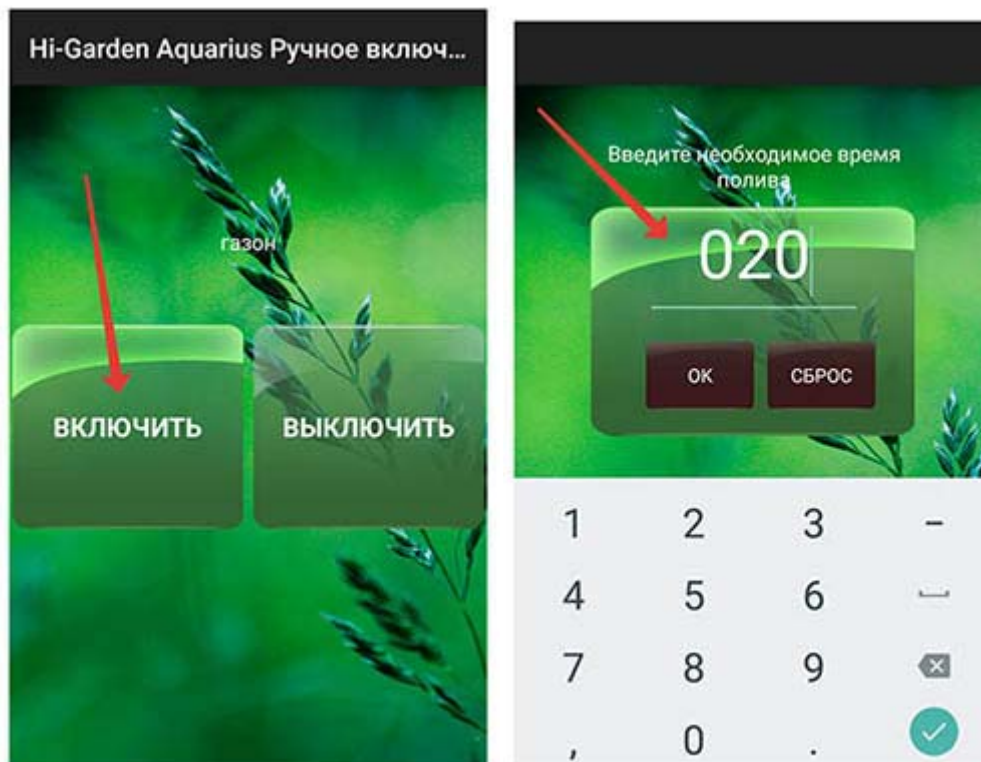 Hi-Garden Aquarius Ручное включ...
газон
ВКЛЮЧИТЬ ВЫКЛЮЧИТЬ
Введите необходимое время
полива
020
ОК СБРОС
1 2 3 -
4 5 6
7 8 9
, 0 .